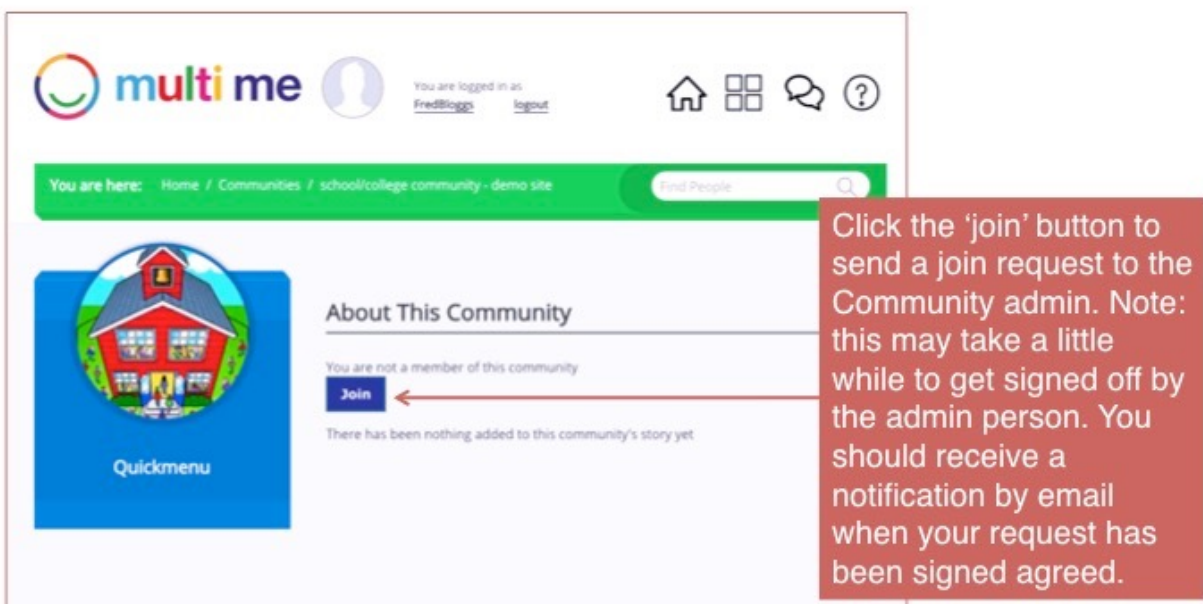 multi me
You are logged in as
FredBloggs logout
You are here: Home / Communities / school/college community - demo site
Find People
Click the ‘join’ button to
send a join request to the
Community admin. Note:
this may take a little
while to get signed off by
the admin person. You
should receive a
notification by email
when your request has
been signed agreed.
About This Community
You are not a member of this community
Join
There has been nothing added to this community's story yet
Quickmenu